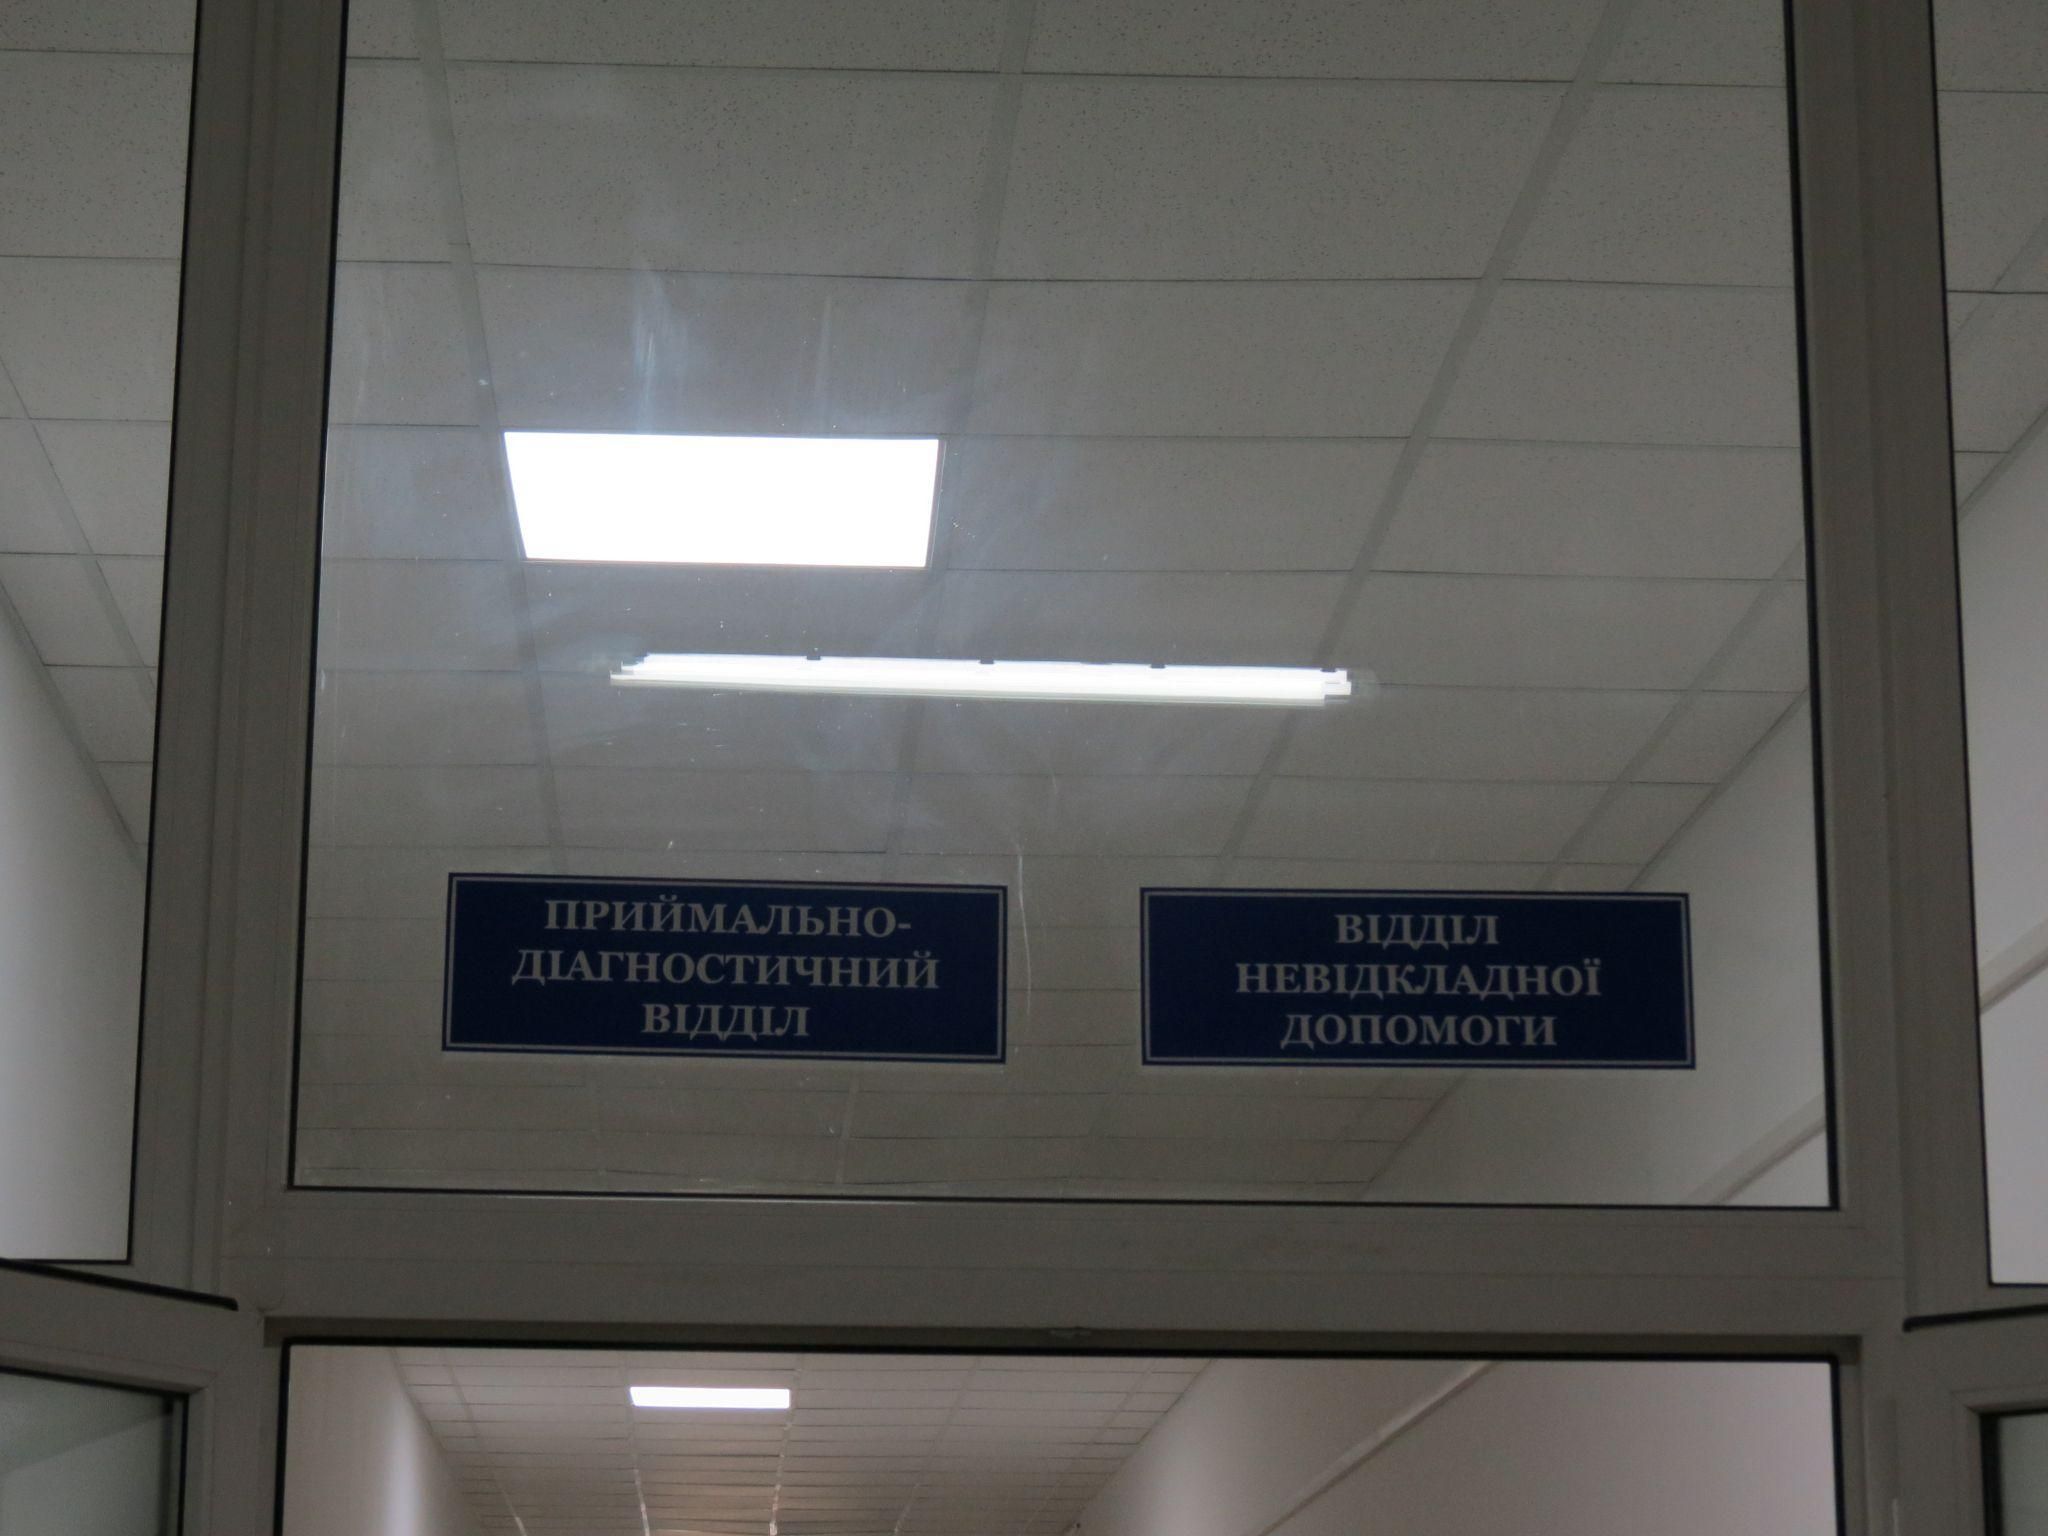 ПРИЙМАЛЬНО-
ДІАГНОСТИЧНИЙ
ВІДДІЛ
ВІДДІЛ
НЕВІДКЛАДНОЇ
ДОПОМОГИ